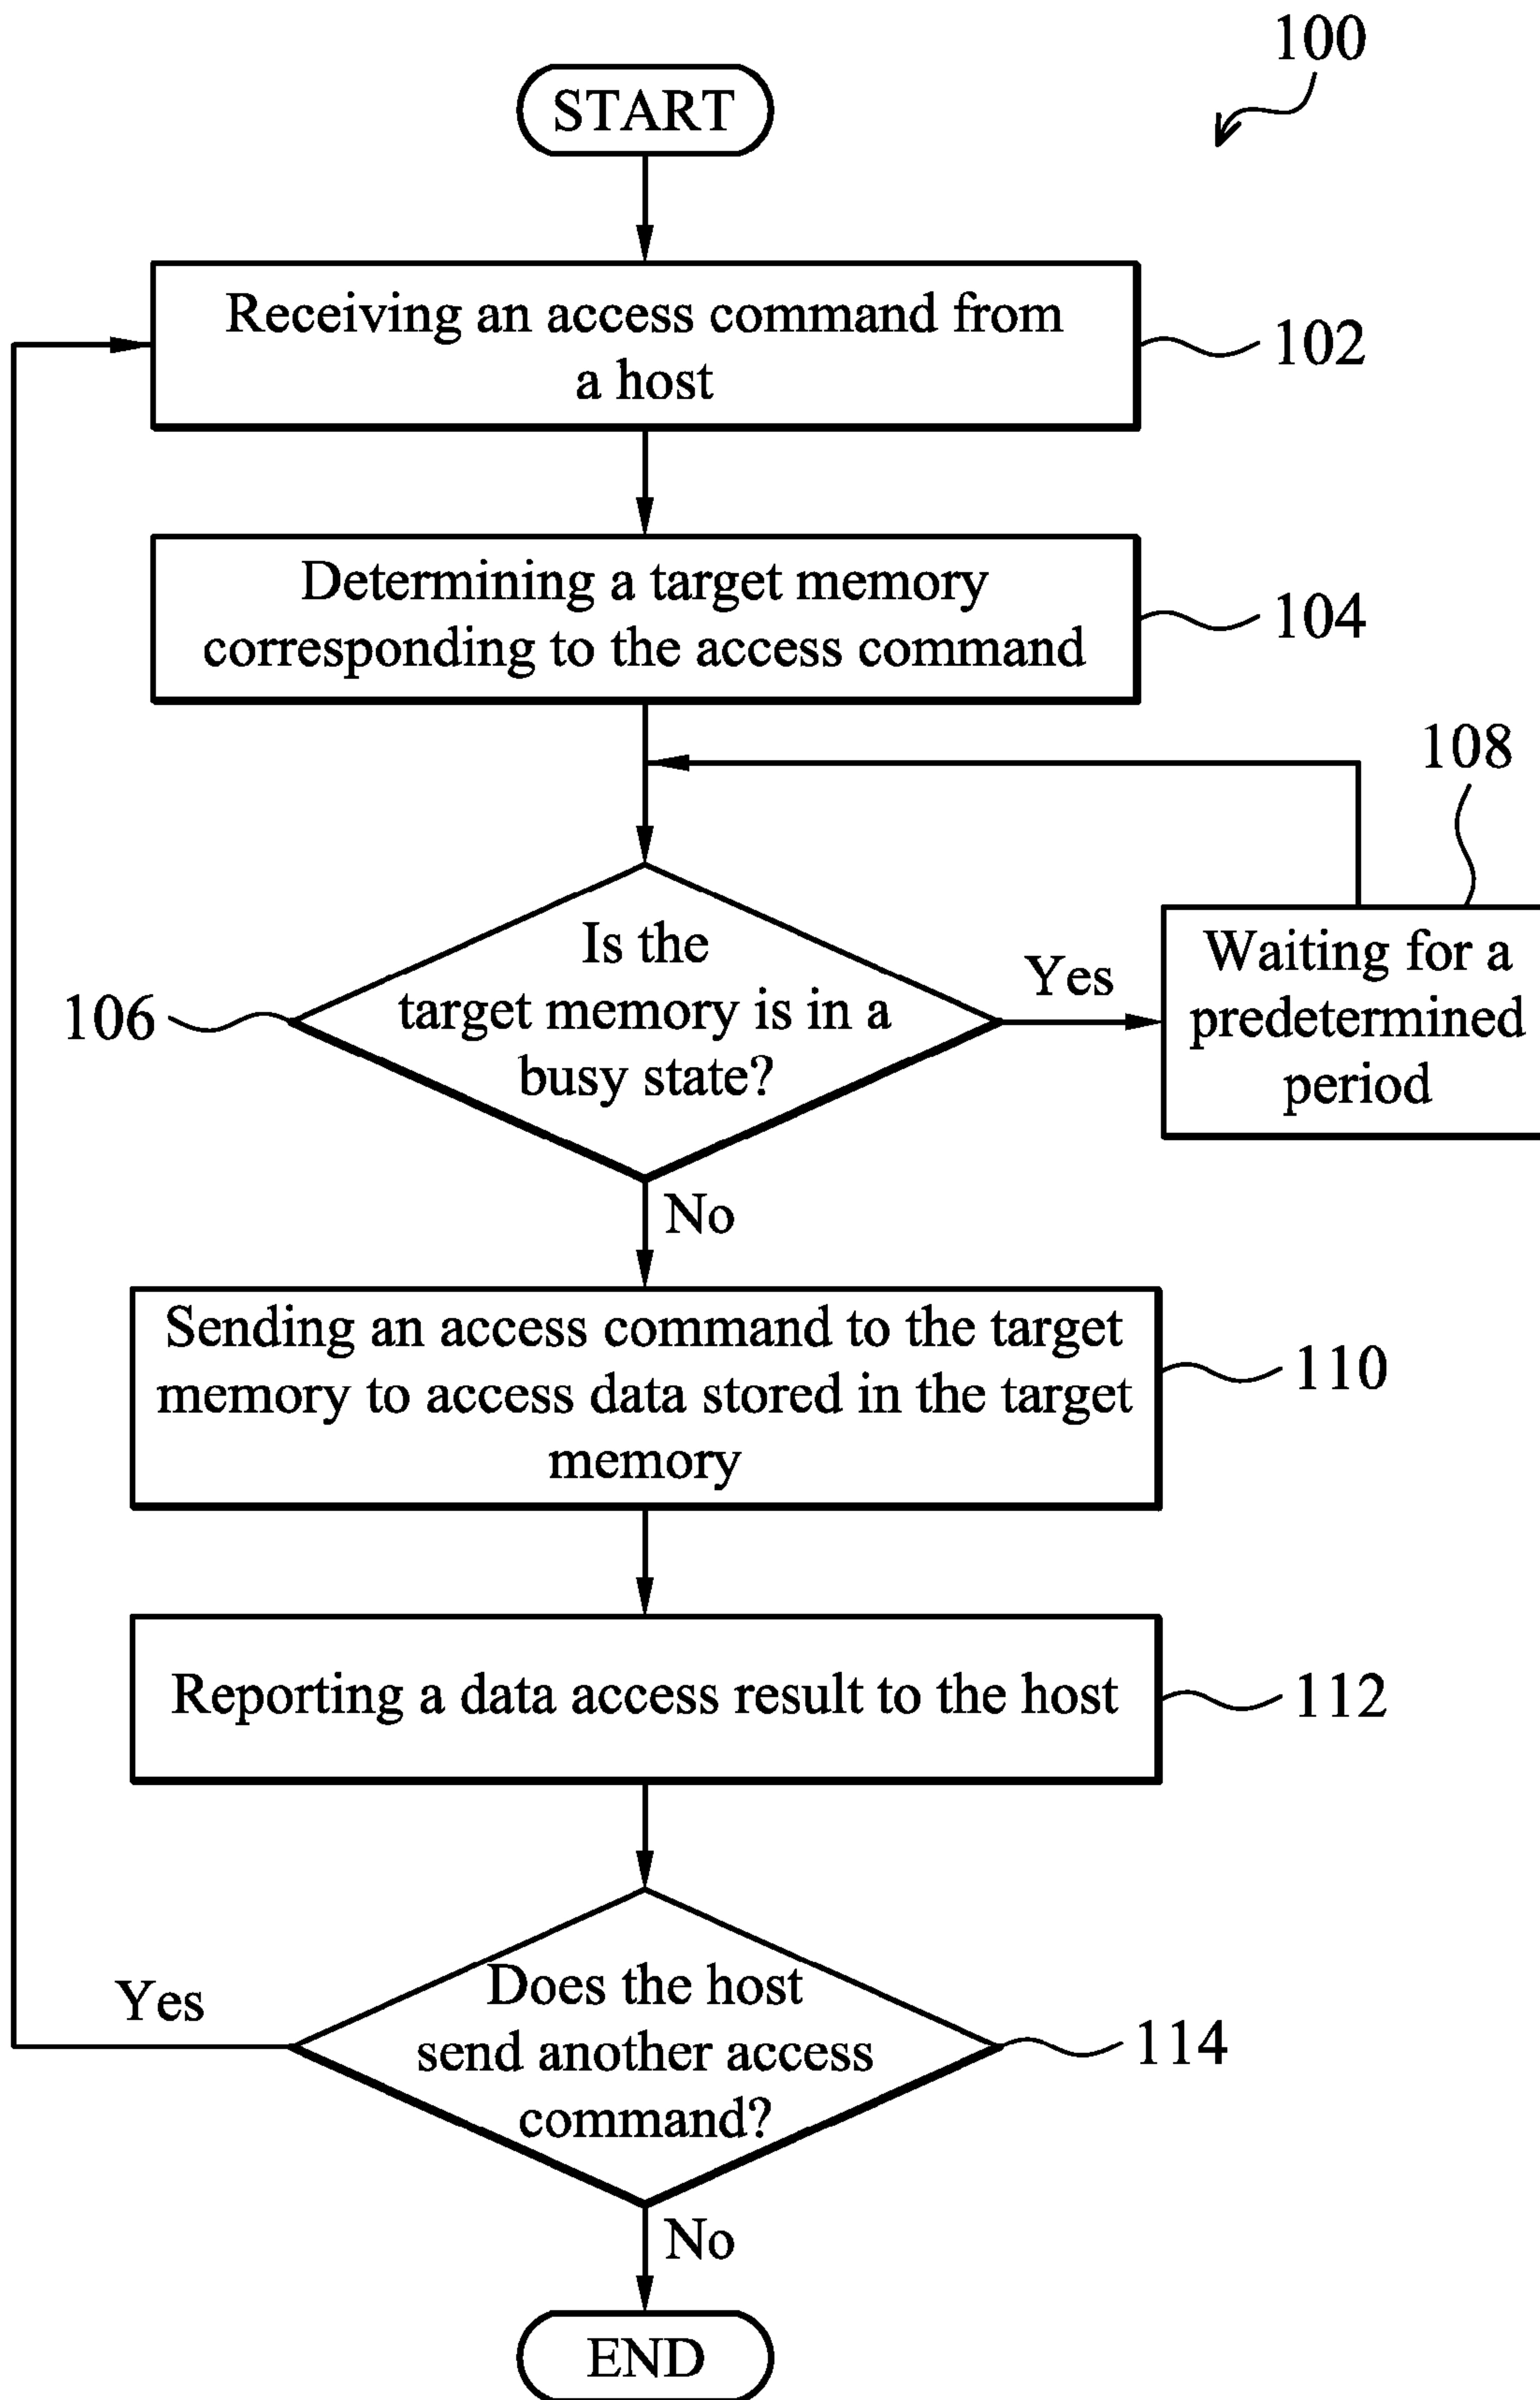 100
START
Receiving an access command from
a host
102
Determining a target memory
corresponding to the access command
104
108
Is the
target memory is in a
busy state?
106
Yes
Waiting for a
predetermined
period
No
Sending an access command to the target
memory to access data stored in the target
memory
110
Reporting a data access result to the host
112
Does the host
send another access
command?
Yes
114
No
END